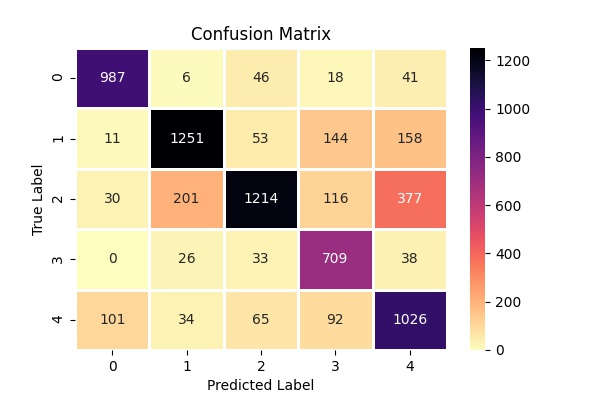 Confusion Matrix
True Label
0 987 6 46 18 41
1 11 1251 53 144 158
2 30 201 1214 116 377
3 0 26 33 709 38
4 101 34 65 92 1026
0 1 2 3 4
Predicted Label
1200
1000
800
600
400
200
0